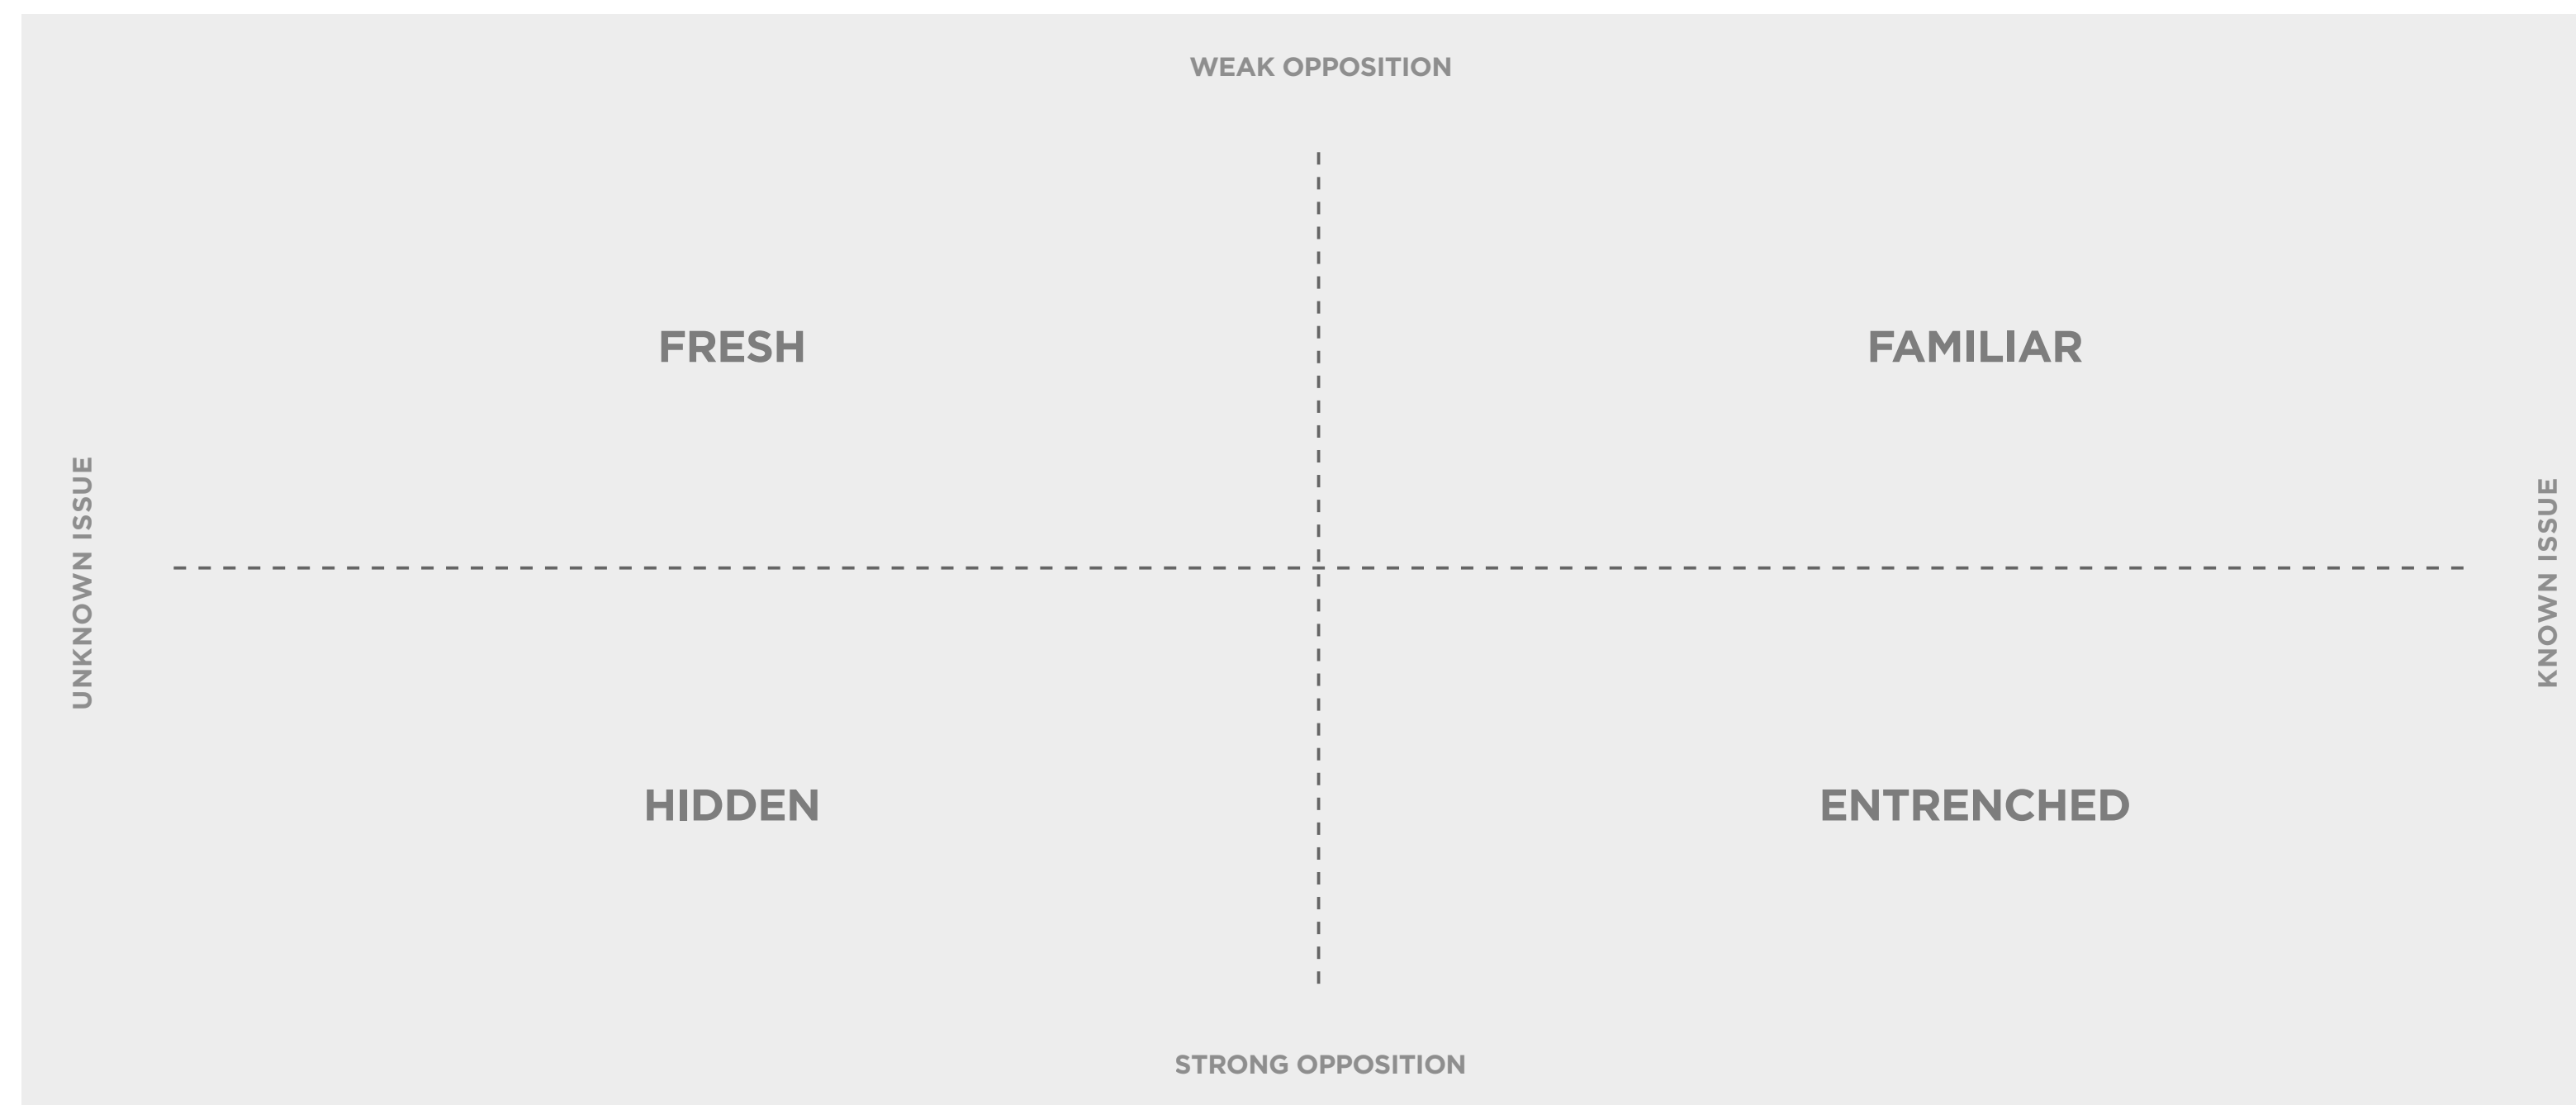 WEAK OPPOSITION
FRESH
FAMILIAR
UNKNOWN ISSUE
KNOWN ISSUE
HIDDEN
ENTRENCHED
STRONG OPPOSITION